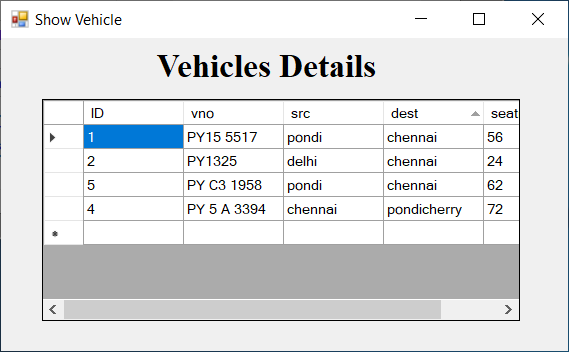 Show Vehicle
Vehicles Details
ID vno src dest seat
1 PY15 5517 pondi chennai 56
2 PY1325 delhi chennai 24
5 PY C3 1958 pondi chennai 62
4 PY 5 A 3394 chennai pondicherry 72